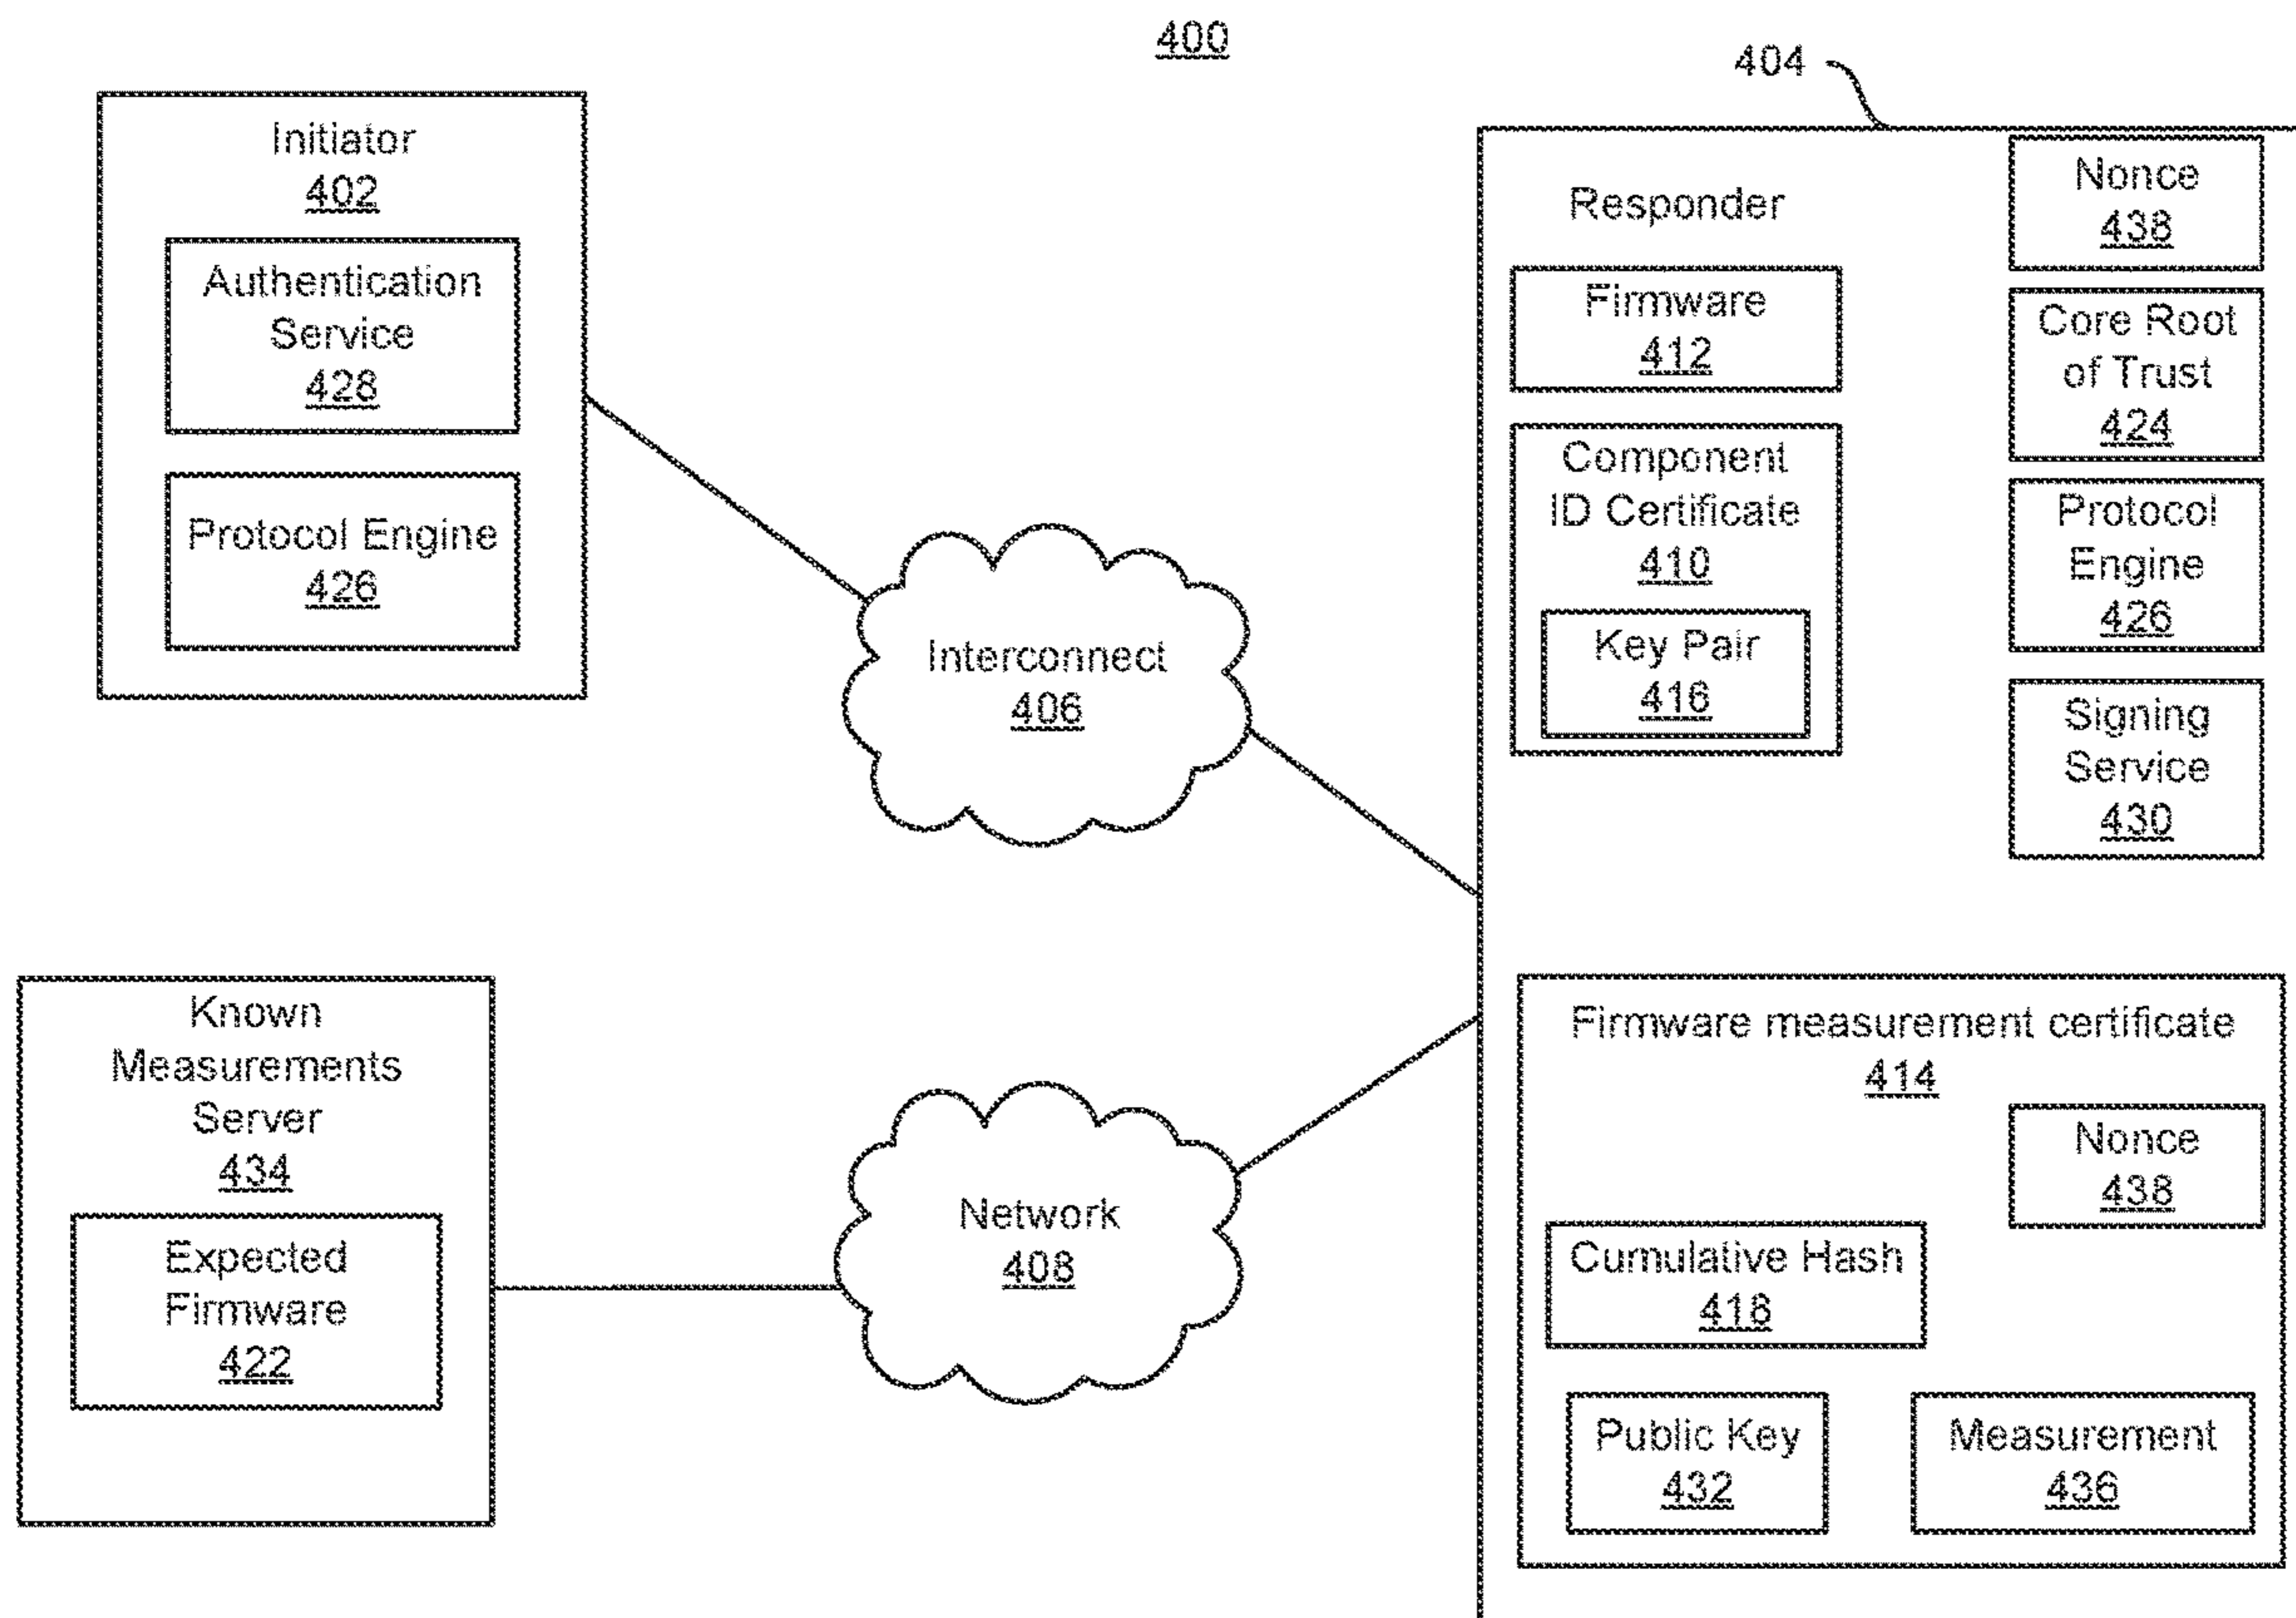 400
404
Initiator
402
Authentication
Service
428
Protocol Engine
426
Interconnect
406
Known
Measurements
Server
434
Expected
Firmware
422
Network
408
Responder
Firmware
412
Component
ID Certificate
410
Key Pair
416
Nonce
438
Core Root
of Trust
424
Protocol
Engine
426
Signing
Service
430
Firmware measurement certificate
414
Nonce
438
Cumulative Hash
418
Public Key
432
Measurement
436